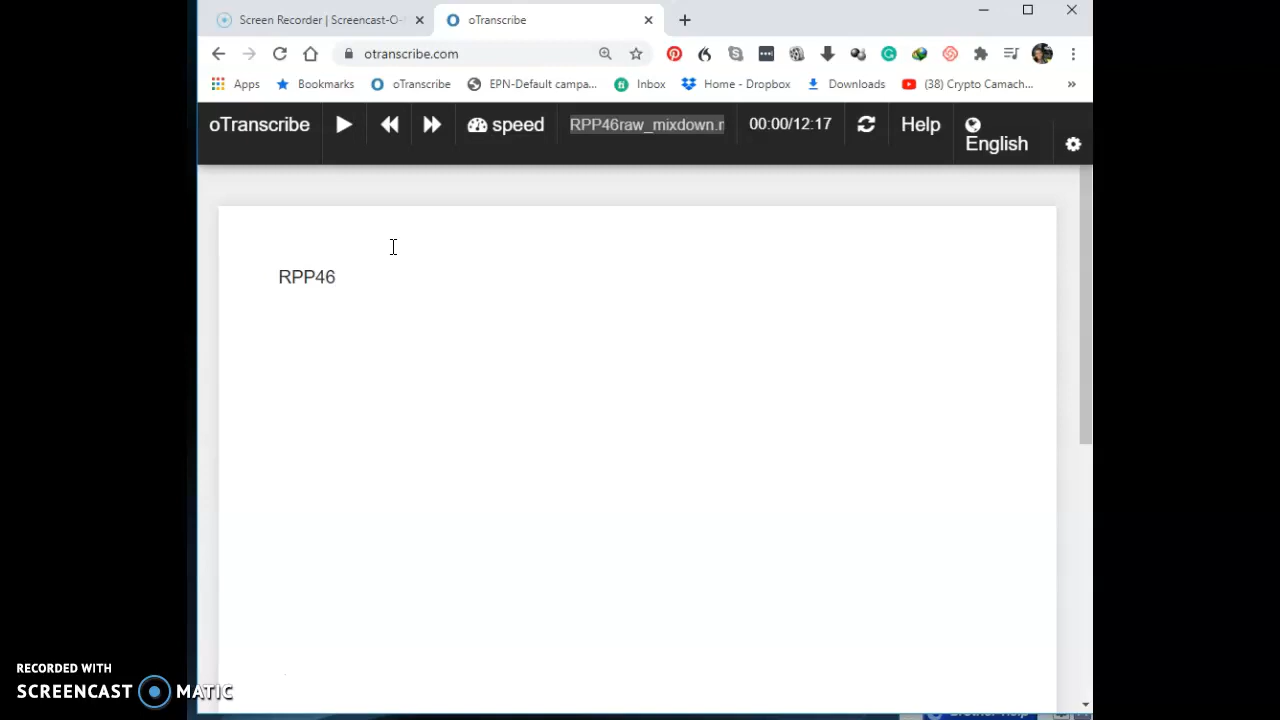 Screen Recorder | Screencast-O-
oTranscribe
otranscribe.com
Apps Bookmarks oTranscribe EPN-Default campa... Inbox Home - Dropbox Downloads (38) Crypto Camach... »
oTranscribe speed RPP46raw_mixdown.r 00:00/12:17 Help English
RPP46
RECORDED WITH
SCREENCAST MATIC